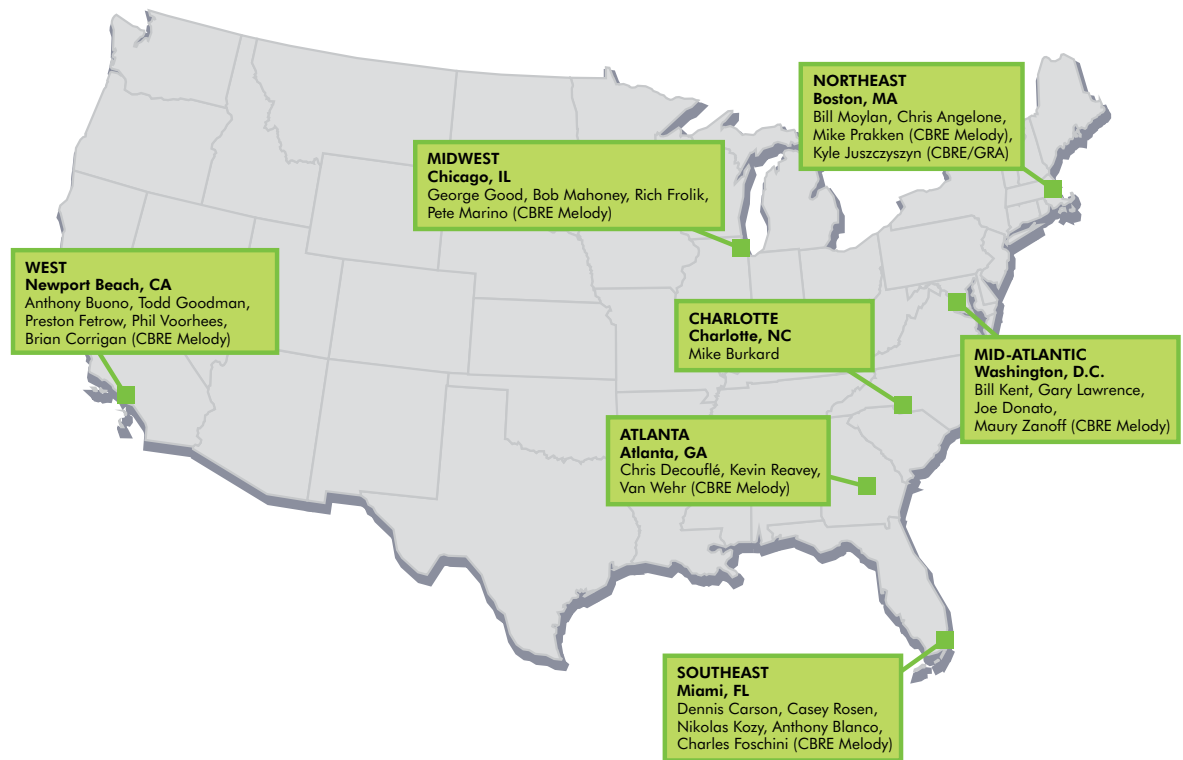 NORTHEAST
Boston, MA
Bill Moylan, Chris Angelone,
Mike Prakken (CBRE Melody),
Kyle Juszczyszyn (CBRE/GRA)
MIDWEST
Chicago, IL
George Good, Bob Mahoney, Rich Frolik,
Pete Marino (CBRE Melody)
WEST
Newport Beach, CA
Anthony Buono, Todd Goodman,
Preston Fetrow, Phil Voorhees,
Brian Corrigan (CBRE Melody)
CHARLOTTE
Charlotte, NC
Mike Burkard
MID-ATLANTIC
Washington, D.C.
Bill Kent, Gary Lawrence,
Joe Donato,
Maury Zanoff (CBRE Melody)
ATLANTA
Atlanta, GA
Chris Decouflé, Kevin Reavey,
Van Wehr (CBRE Melody)
SOUTHEAST
Miami, FL
Dennis Carson, Casey Rosen,
Nikolas Kozy, Anthony Blanco,
Charles Foschini (CBRE Melody)